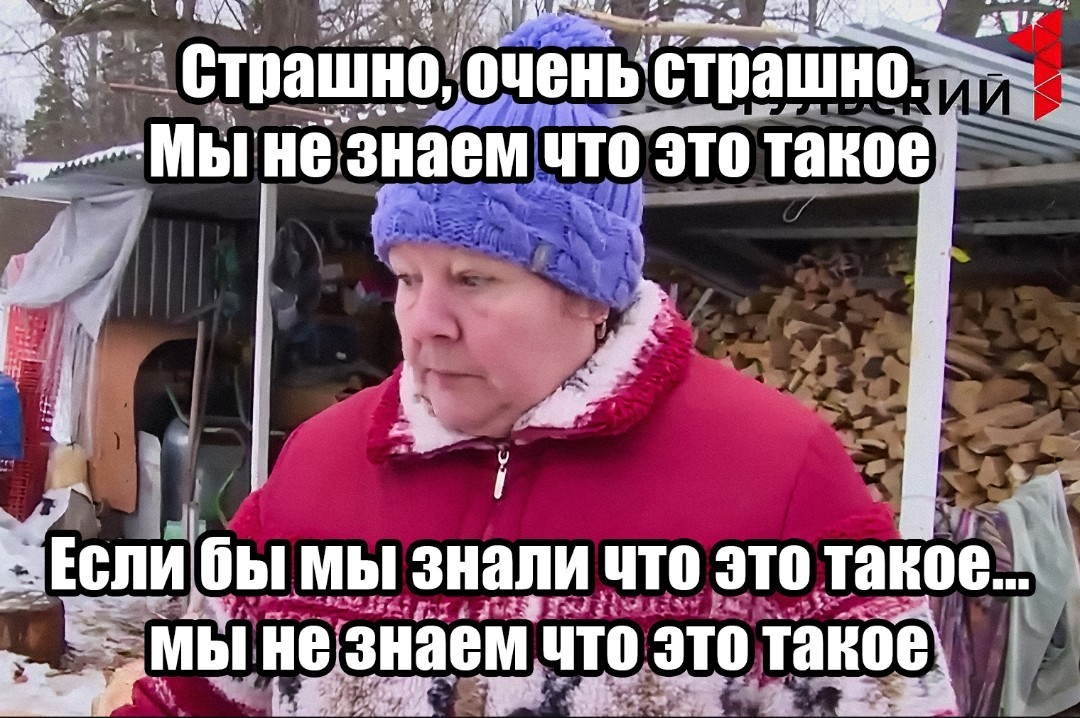 Страшно, очень страшно.
ТУЛЬСКИЙ
Мы не знаем что это такое
Если бы мы знали что это такое...
мы не знаем что это такое